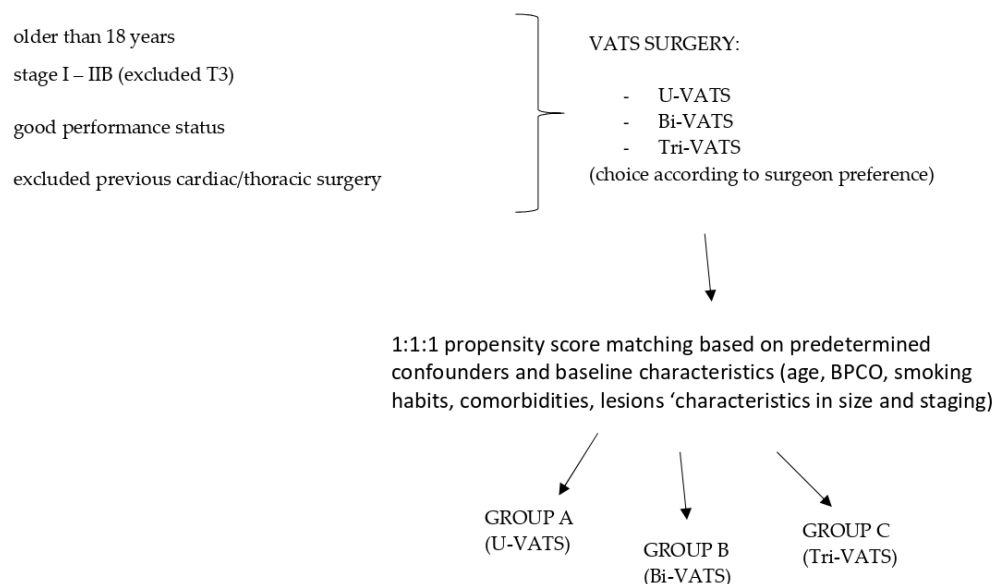 older than 18 years
stage I – IIB (excluded T3)
good performance status
excluded previous cardiac/thoracic surgery
VATS SURGERY:
- U-VATS
- Bi-VATS
- Tri-VATS
(choice according to surgeon preference)
1:1:1 propensity score matching based on predetermined
confounders and baseline characteristics (age, BPCO, smoking
habits, comorbidities, lesions ‘characteristics in size and staging)
GROUP A
(U-VATS)
GROUP B
(Bi-VATS)
GROUP C
(Tri-VATS)